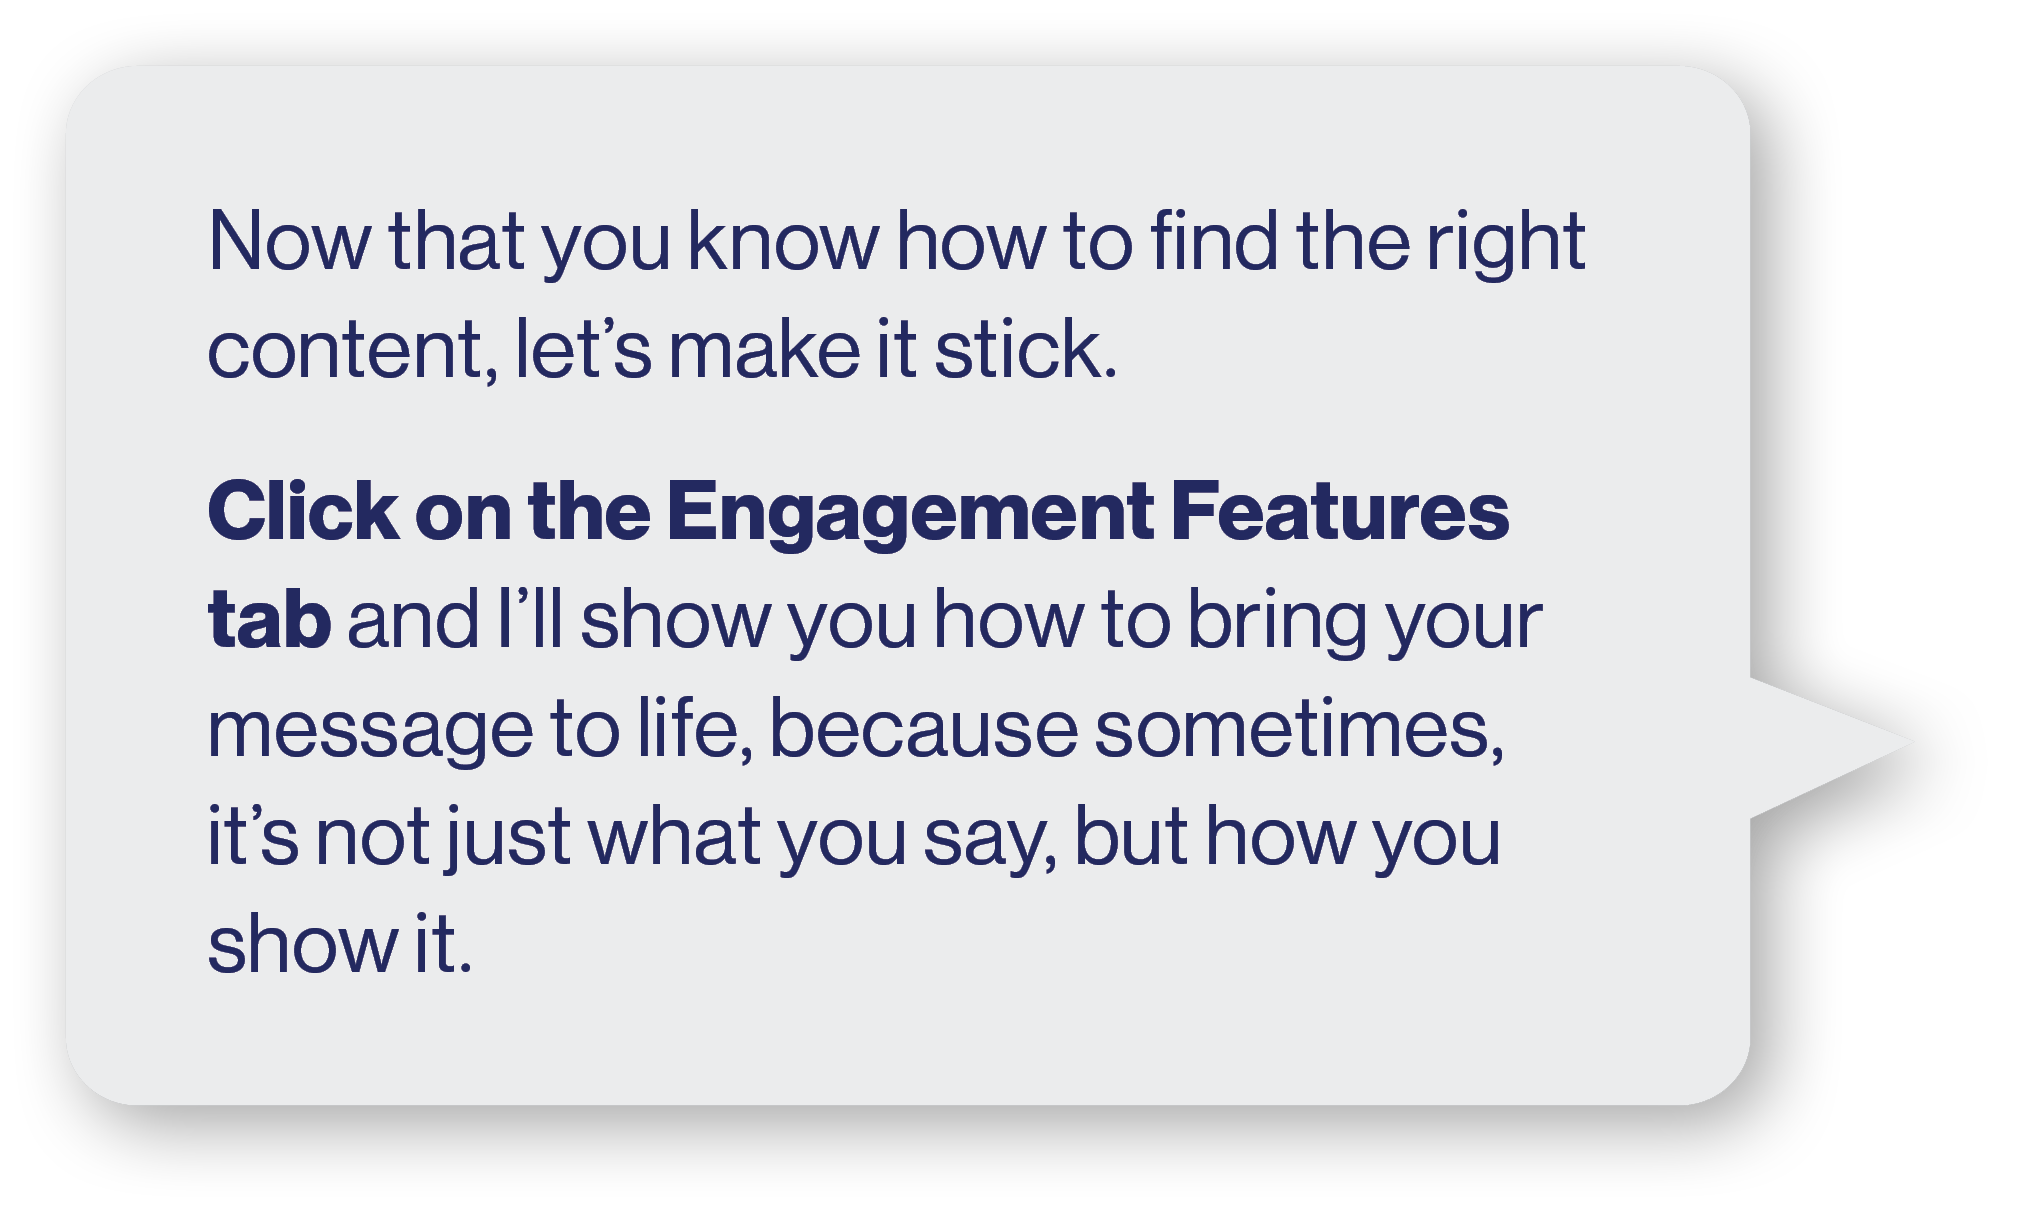 Now that you know how to find the right
content, let’s make it stick.
Click on the Engagement Features
tab and I’ll show you how to bring your
message to life, because sometimes,
it’s not just what you say, but how you
show it.